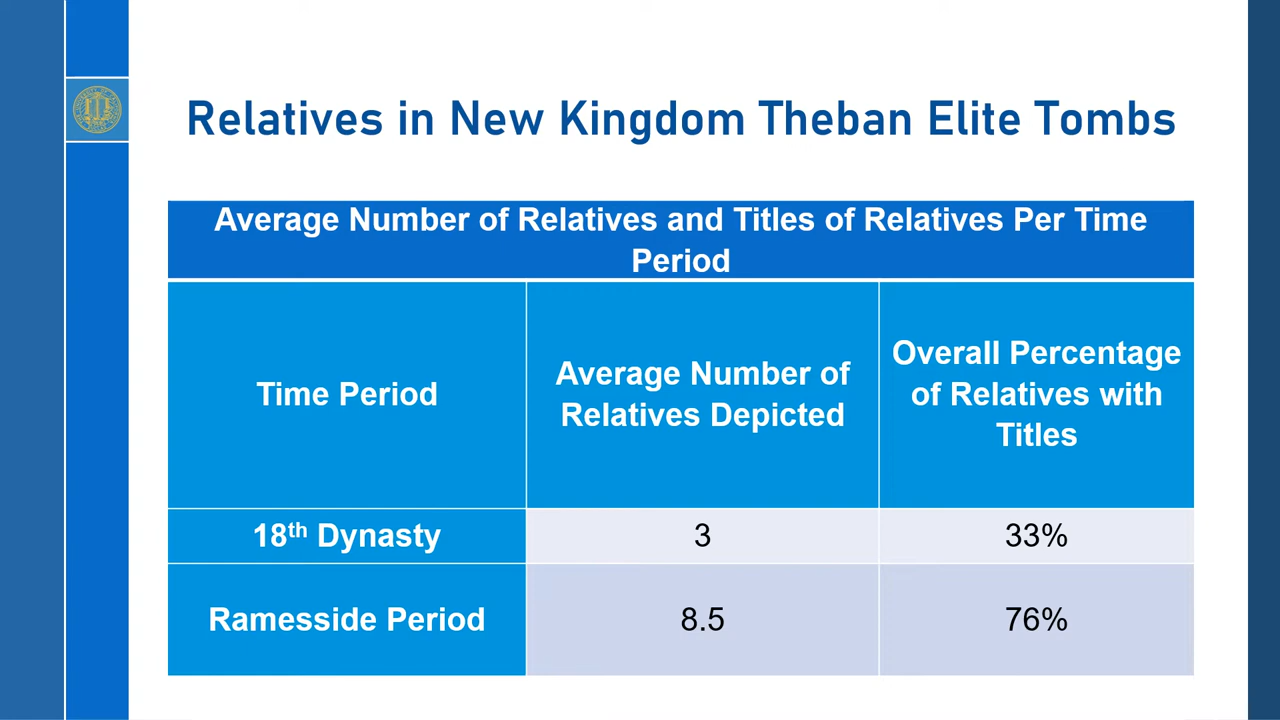 Relatives in New Kingdom Theban Elite Tombs
Average Number of Relatives and Titles of Relatives Per Time
Period
Time Period
Average Number of
Relatives Depicted
Overall Percentage
of Relatives with
Titles
18th Dynasty
3
33%
Ramesside Period
8.5
76%